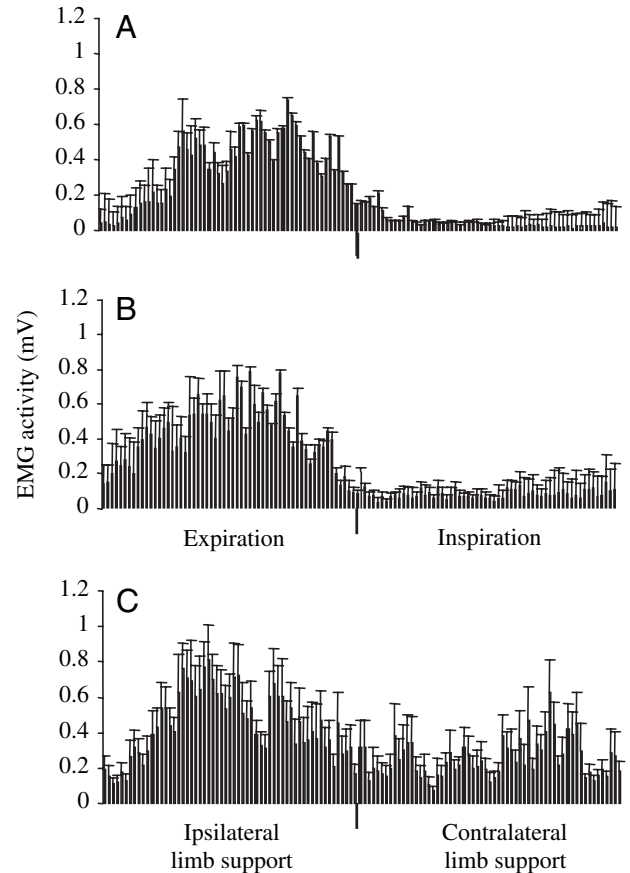 A
1.2
1
0.8
0.6
0.4
0.2
0
B
1.2
1
0.8
0.6
0.4
0.2
0
EMG activity (mV)
Expiration
Inspiration
C
1.2
1
0.8
0.6
0.4
0.2
0
Ipsilateral
limb support
Contralateral
limb support